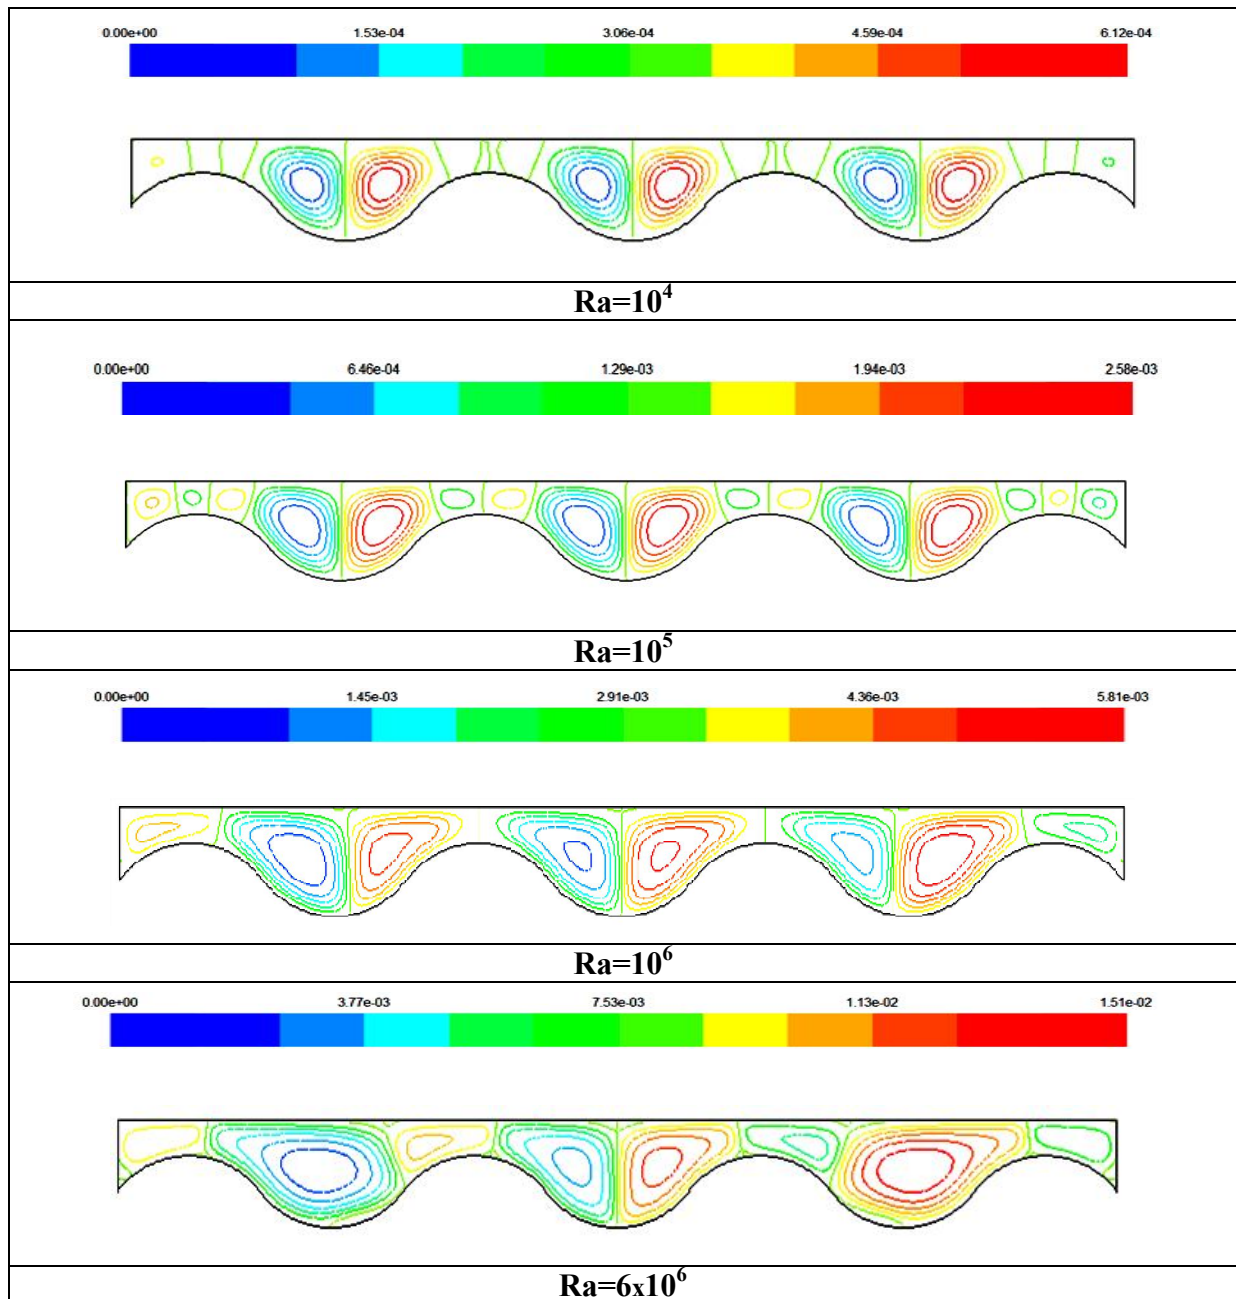 0.00e+00 1.53e-04 3.06e-04 4.59e-04 6.12e-04
Ra=10⁴
0.00e+00 6.46e-04 1.29e-03 1.94e-03 2.58e-03
Ra=10⁵
0.00e+00 1.45e-03 2.91e-03 4.36e-03 5.81e-03
Ra=10⁶
0.00e+00 3.77e-03 7.53e-03 1.13e-02 1.51e-02
Ra=6x10⁶